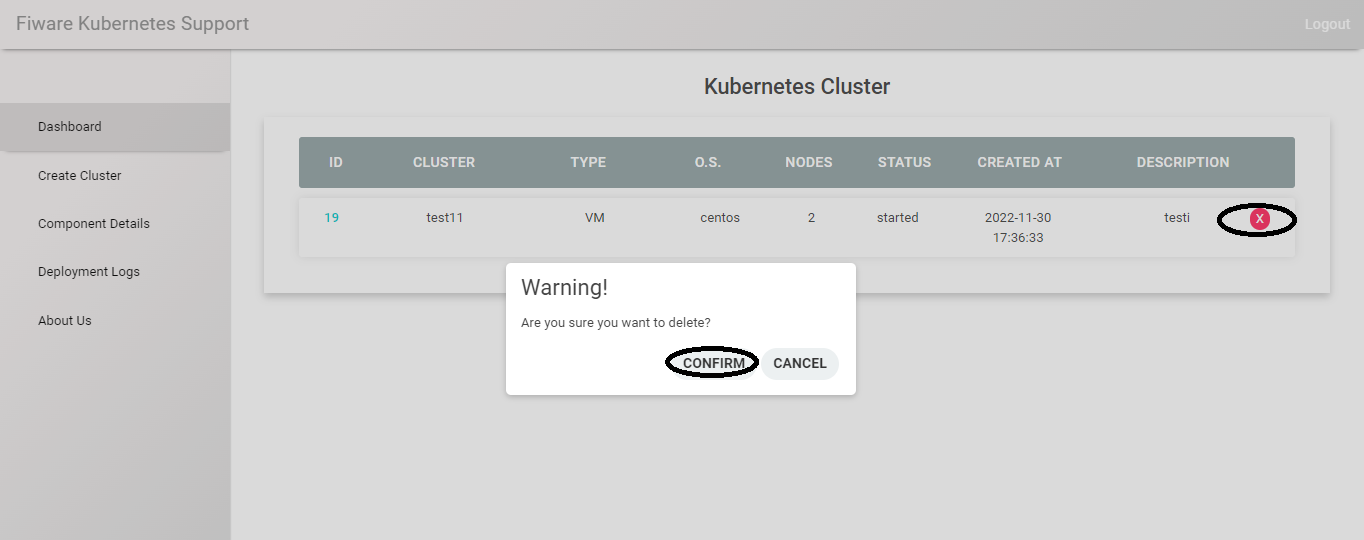 Fiware Kubernetes Support
Logout
Dashboard
Create Cluster
Component Details
Deployment Logs
About Us
Kubernetes Cluster
ID CLUSTER TYPE O.S. NODES STATUS CREATED AT DESCRIPTION
19 test11 VM centos 2 started 2022-11-30 testi X
17:36:33
Warning!
Are you sure you want to delete?
CONFIRM CANCEL